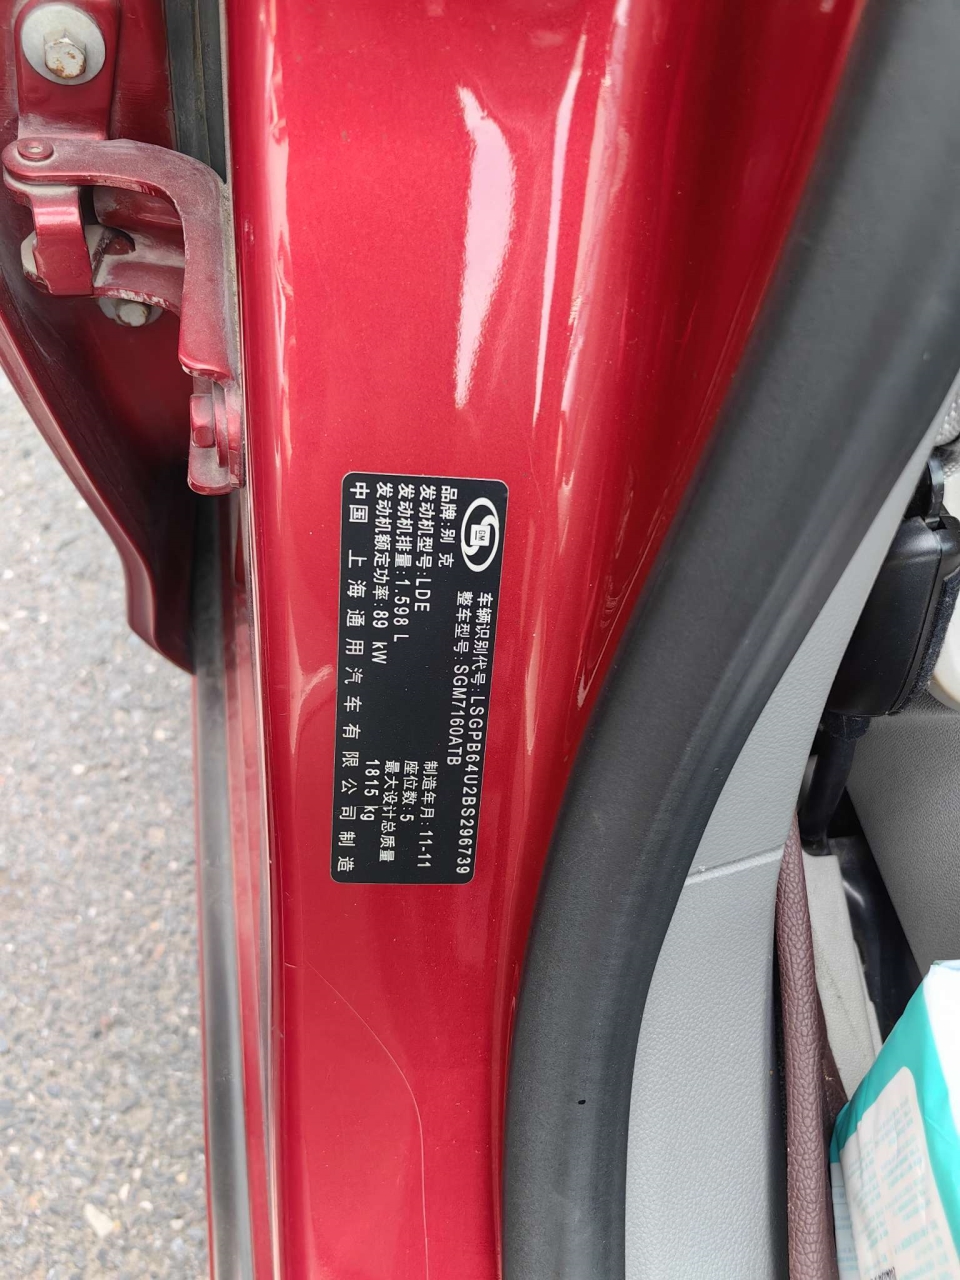 GM
车辆识别代号:LSGPB64U2BS296739
整车型号:SGM7160ATB
品牌:别克
发动机型号:LDE
制造年月:11-11
发动机排量:1.598 L
座位数:5
发动机额定功率:89 kW
最大设计总质量
1815 kg
中国 上海通用汽车有限公司制造